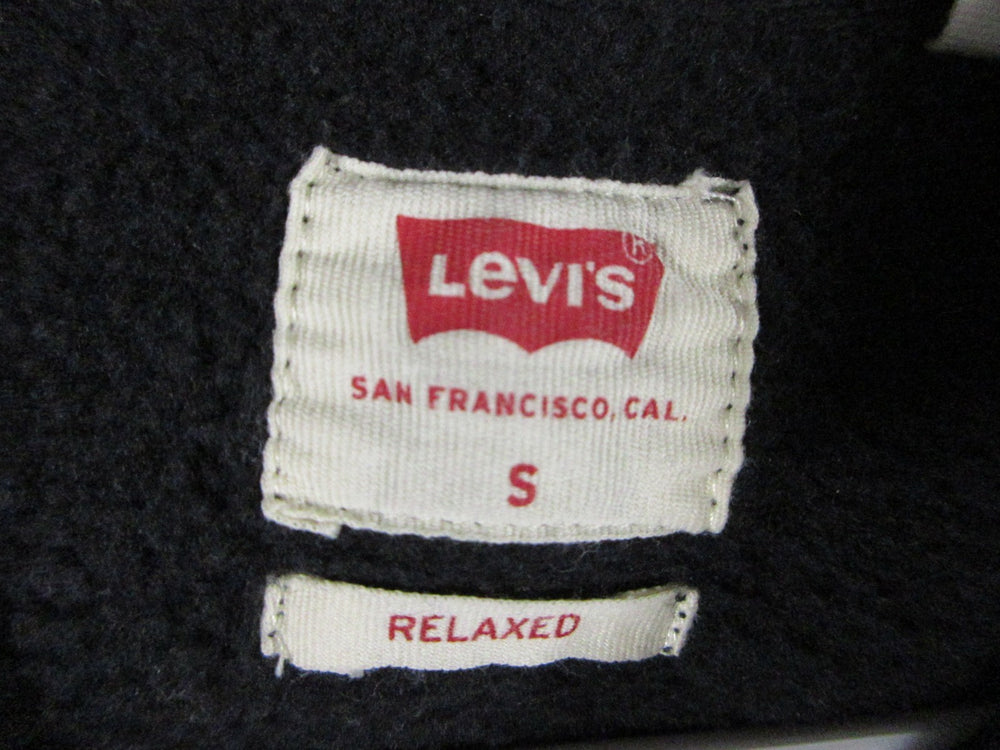 LEVI'S®
SAN FRANCISCO, CAL.
S
RELAXED